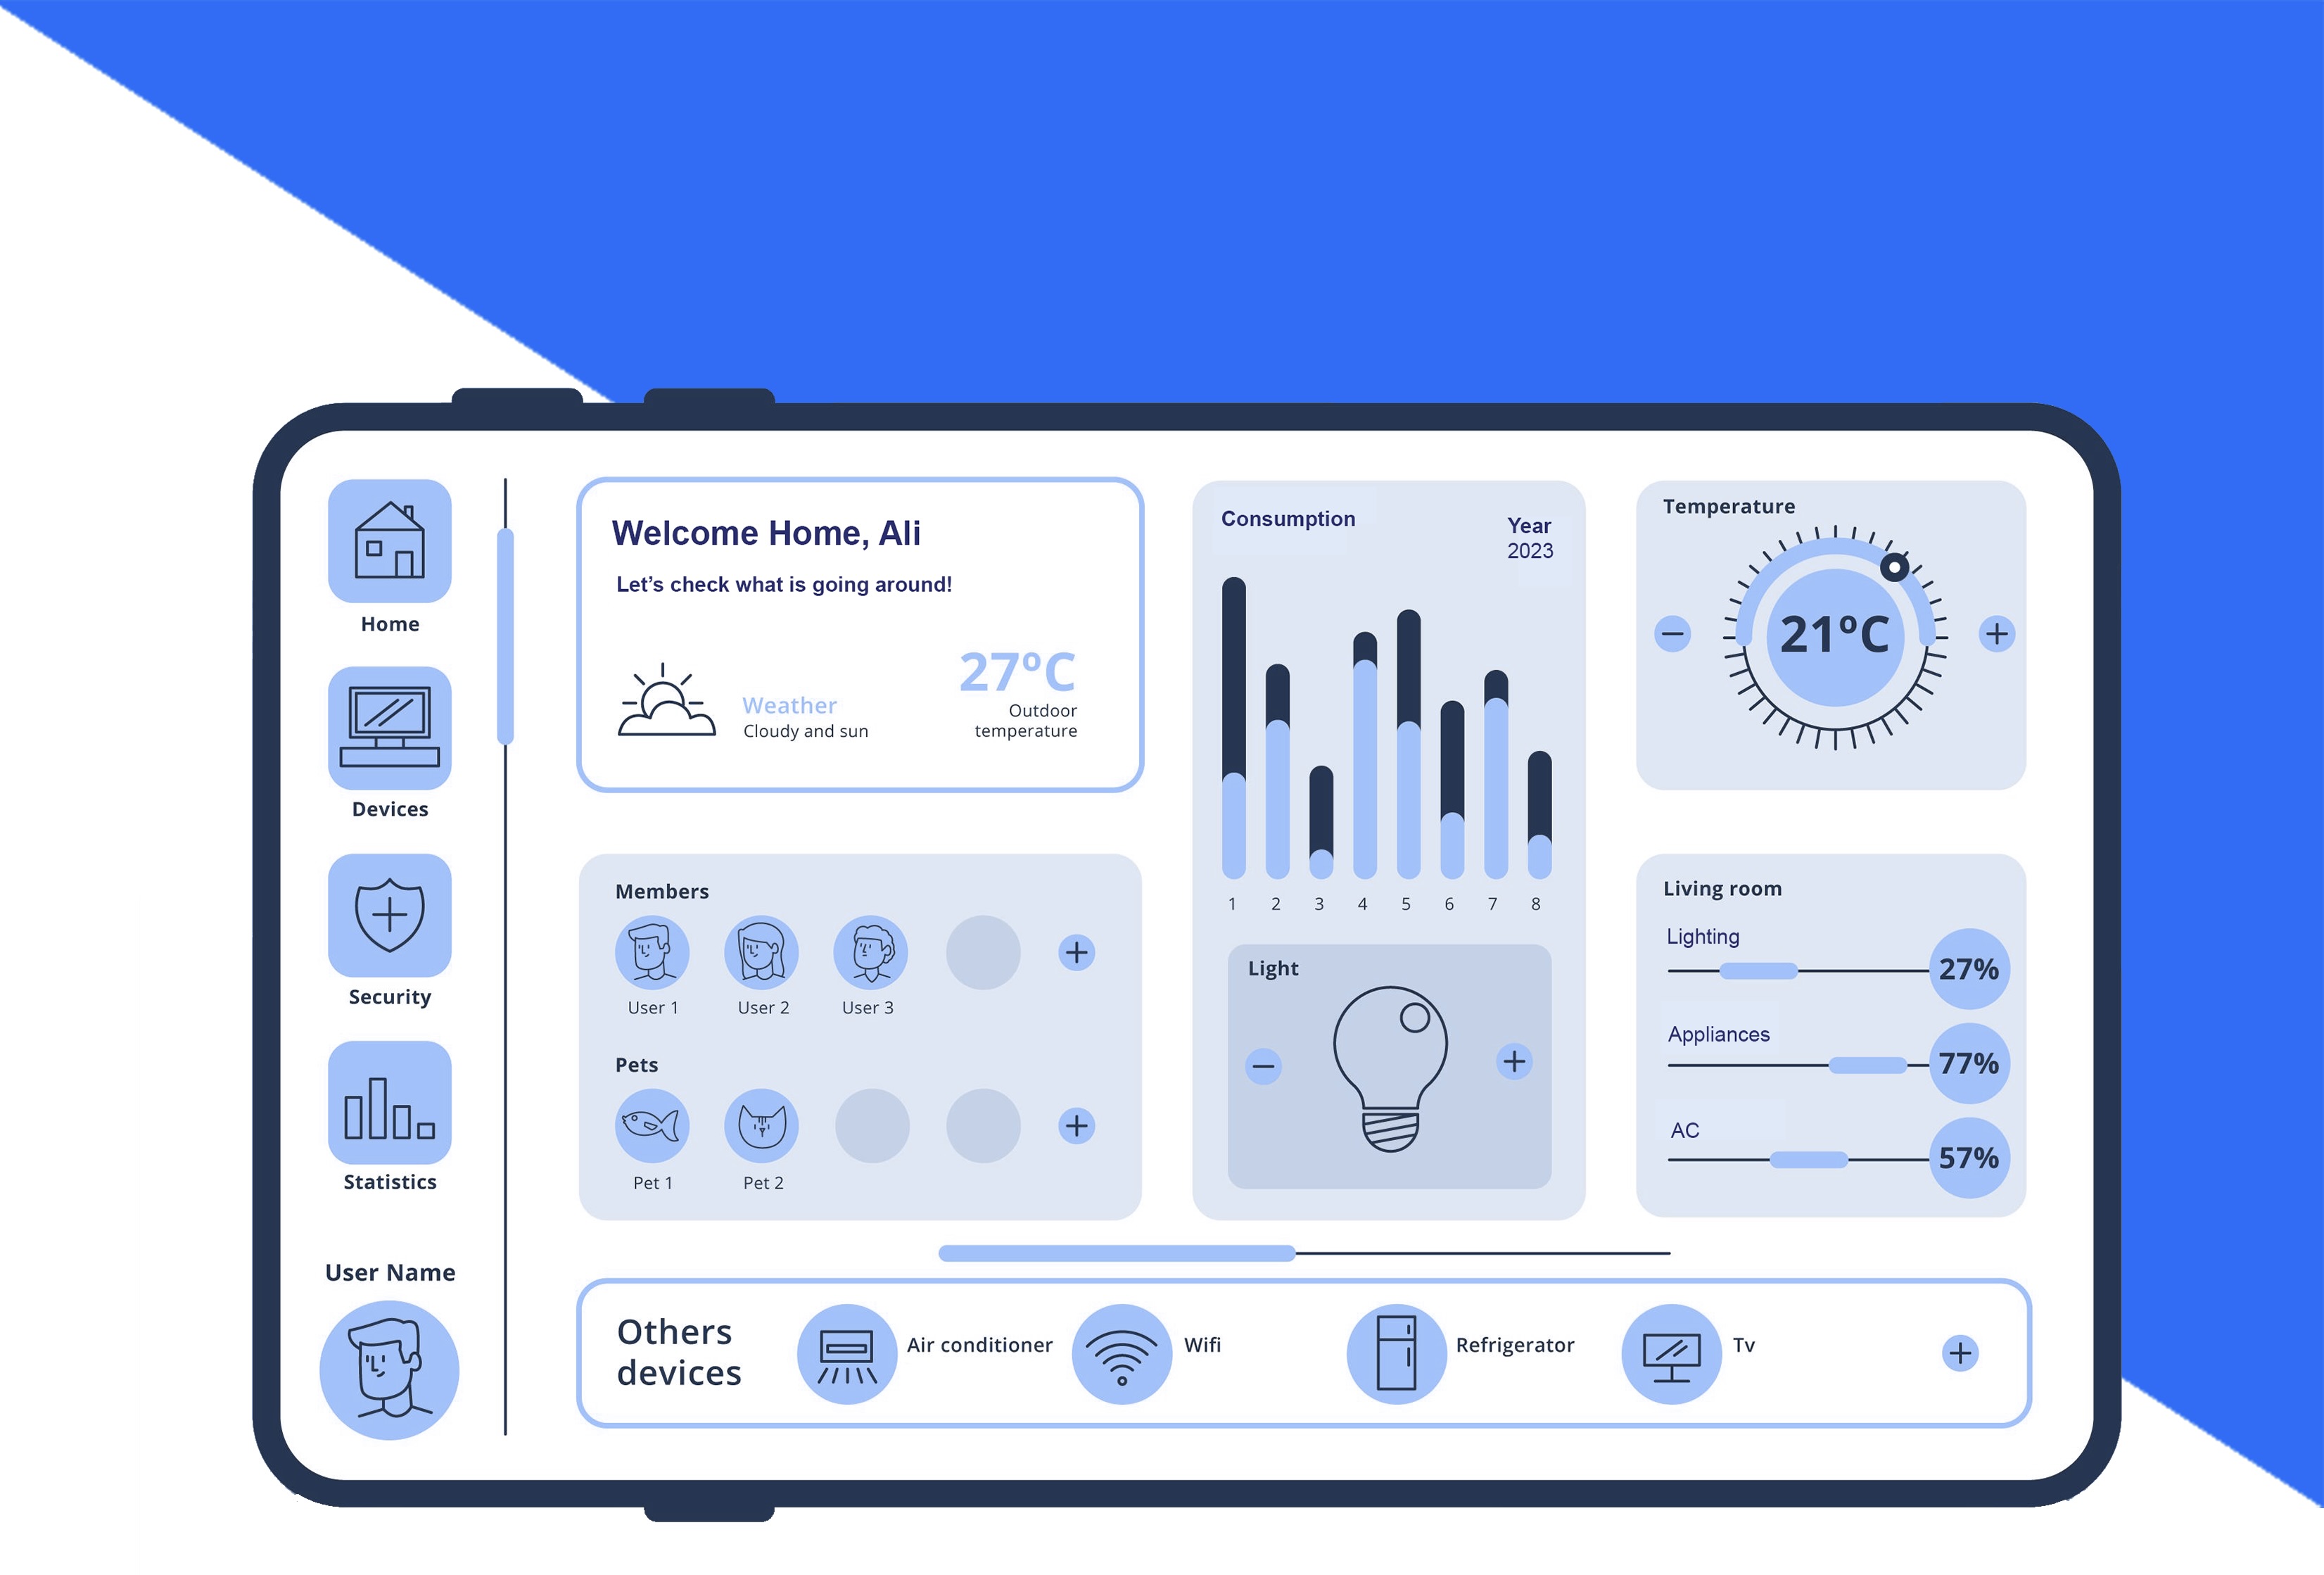 Home
Devices
Security
Statistics
User Name
Welcome Home, Ali
Let’s check what is going around!
Weather
Cloudy and sun
27°C
Outdoor
temperature
Members
User 1 User 2 User 3
Pets
Pet 1 Pet 2
Consumption
Year
2023
1 2 3 4 5 6 7 8
Light
Temperature
21°C
Living room
Lighting
27%
Appliances
77%
AC
57%
Others
devices
Air conditioner
Wifi
Refrigerator
Tv